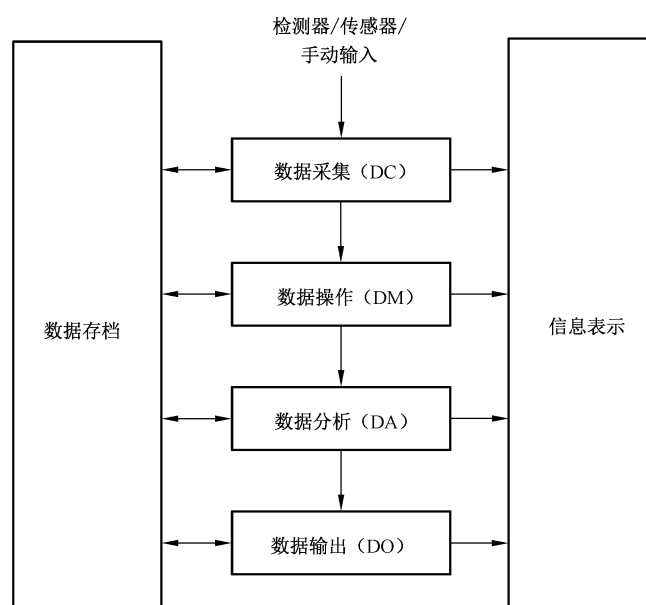 检测器/传感器/
手动输入
数据采集（DC）
数据操作（DM）
数据存档
信息表示
数据分析（DA）
数据输出（DO）